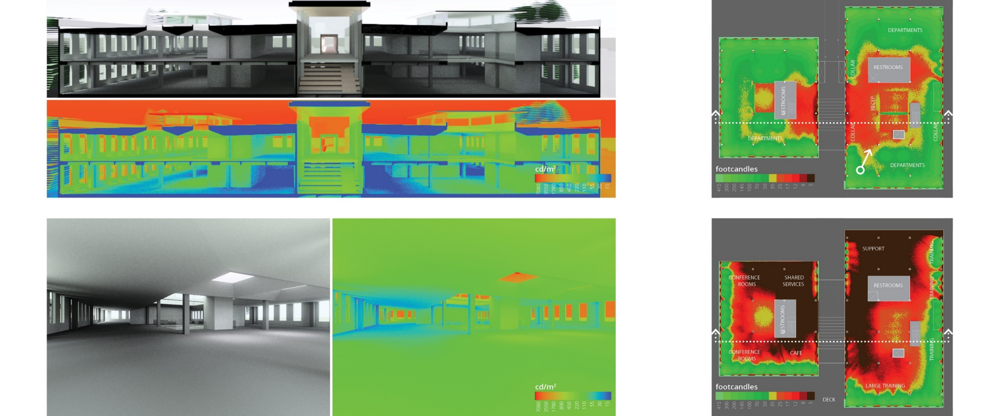 cd/m²
7080 3550 1780 890 450 220 110 55 30 15
DEPARTMENTS
COLLAB
RESTROOMS
RESTROOMS
RECEP.
COLLAB
COLLAB
DEPARTMENTS
DEPARTMENTS
footcandles
415 300 200 145 100 70 50 35 25 17 12 8 5
cd/m²
7080 3550 1780 890 450 220 110 55 30 15
SUPPORT
TRAINING
CONFERENCE
ROOMS
SHARED
SERVICES
RESTROOMS
TRAINING
RESTROOMS
CONFERENCE
ROOMS
CAFE
TRAINING
LARGE TRAINING
footcandles
415 300 200 145 100 70 50 35 25 17 12 8 5
DECK